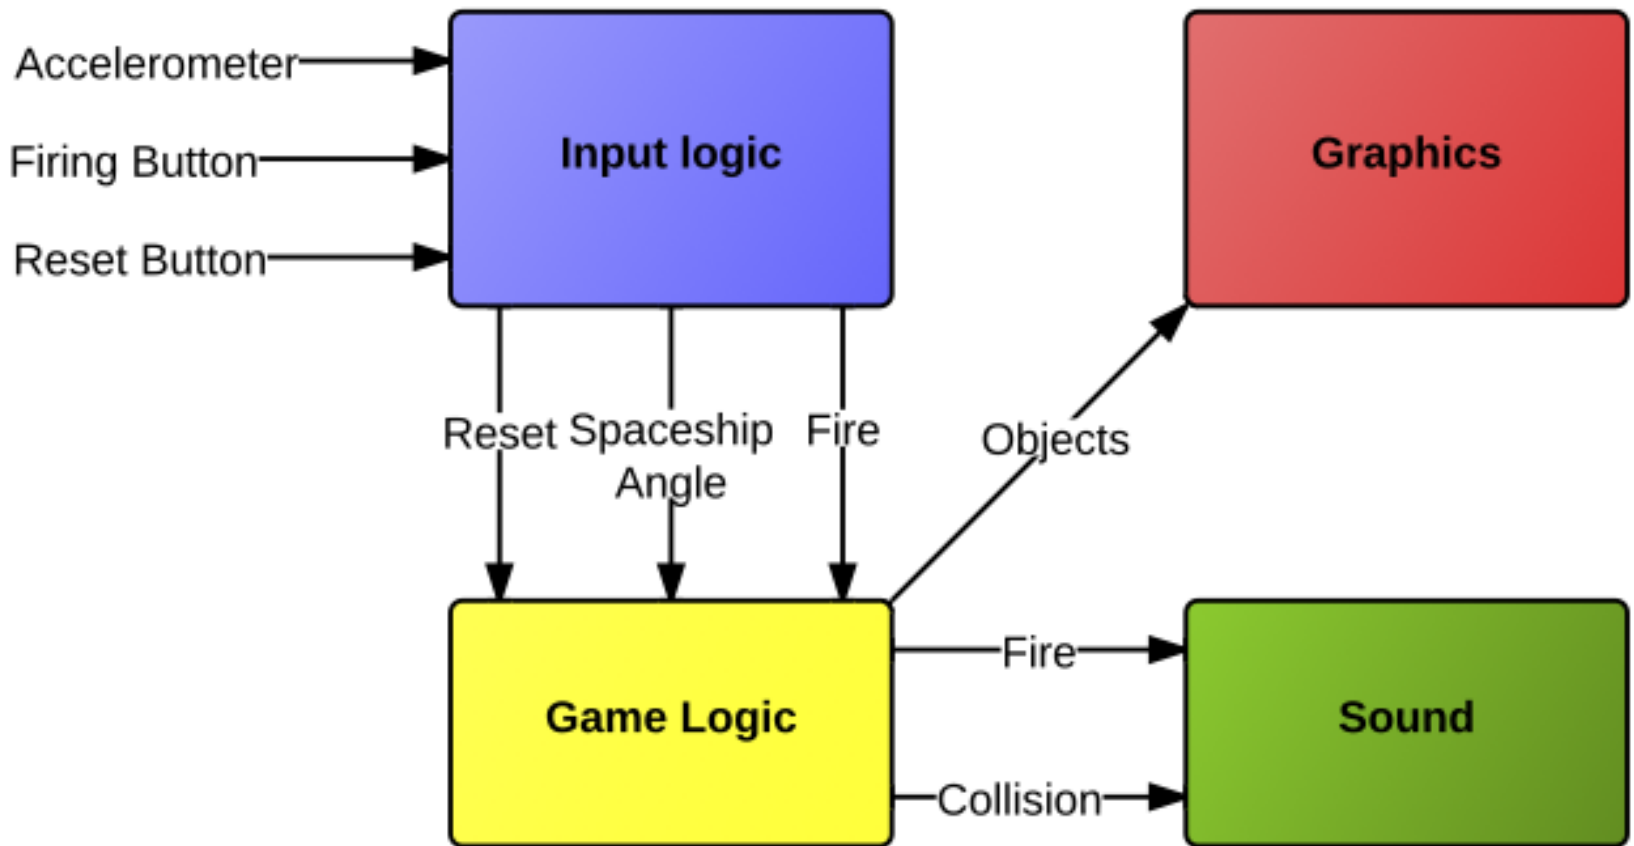 Accelerometer
Firing Button
Reset Button
Input logic
Graphics
Reset
Spaceship
Angle
Fire
Objects
Game Logic
Fire
Collision
Sound